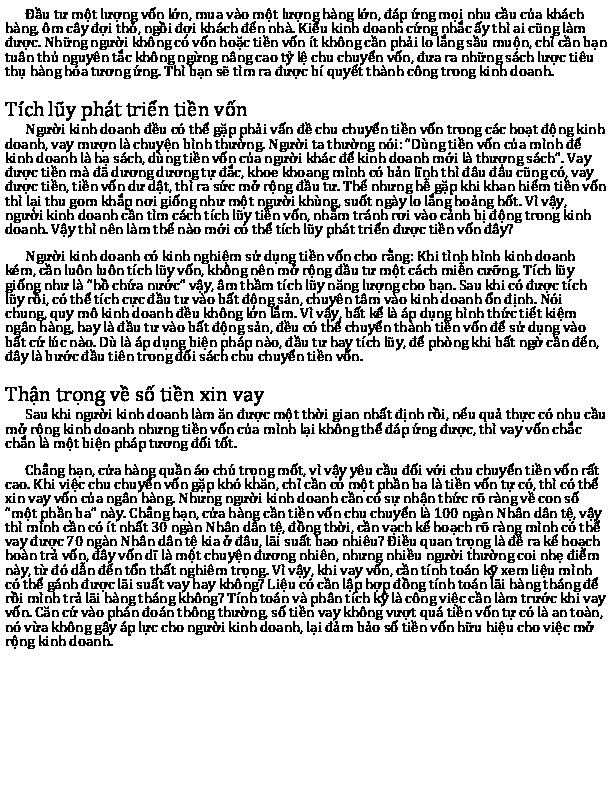 Đầu tư một lượng vốn lớn, mua vào một lượng hàng lớn, đáp ứng mọi nhu cầu của khách
hàng, ôm cây đợi thỏ, ngồi đợi khách đến nhà. Kiểu kinh doanh cứng nhắc ấy thì ai cũng làm
được. Những người không có vốn hoặc tiền vốn ít không cần phải lo lắng sầu muộn, chỉ cần bạn
tuân thủ nguyên tắc không ngừng nâng cao tỷ lệ chu chuyển vốn, đưa ra những sách lược tiêu
thụ hàng hóa tương ứng. Thì bạn sẽ tìm ra được bí quyết thành công trong kinh doanh.
Tích lũy phát triển tiền vốn
Người kinh doanh đều có thể gặp phải vấn đề chu chuyển tiền vốn trong các hoạt động kinh
doanh, vay mượn là chuyện bình thường. Người ta thường nói: “Dùng tiền vốn của mình để
kinh doanh là hạ sách, dùng tiền vốn của người khác để kinh doanh mới là thượng sách”. Vay
được tiền mà đã dương dương tự đắc, khoe khoang mình có bản lĩnh thì đâu đâu cũng có, vay
được tiền, tiền vốn dư dật, thì ra sức mở rộng đầu tư. Thế nhưng hễ gặp khi khan hiếm tiền vốn
thì lại thu gom khắp nơi giống như một người khùng, suốt ngày lo lắng hoảng hốt. Vì vậy,
người kinh doanh cần tìm cách tích lũy tiền vốn, nhằm tránh rơi vào cảnh bị động trong kinh
doanh. Vậy thì nên làm thế nào mới có thể tích lũy phát triển được tiền vốn đây?
Người kinh doanh có kinh nghiệm sử dụng tiền vốn cho rằng: Khi tình hình kinh doanh
kém, cần luôn luôn tích lũy vốn, không nên mở rộng đầu tư một cách miễn cưỡng. Tích lũy
giống như là “hồ chứa nước” vậy, âm thầm tích lũy năng lượng cho bạn. Sau khi có được tích
lũy rồi, có thể tích cực đầu tư vào bất động sản, chuyên tâm vào kinh doanh ổn định. Nói
chung, quy mô kinh doanh đều không lớn lắm. Vì vậy, bất kể là áp dụng hình thức tiết kiệm
ngân hàng, hay là đầu tư vào bất động sản, đều có thể chuyển thành tiền vốn để sử dụng vào
bất cứ lúc nào. Dù là áp dụng biện pháp nào, đầu tư hay tích lũy, đề phòng khi bất ngờ cần đến,
đây là bước đầu tiên trong đối sách chu chuyển tiền vốn.
Thận trọng về số tiền xin vay
Sau khi người kinh doanh làm ăn được một thời gian nhất định rồi, nếu quả thực có nhu cầu
mở rộng kinh doanh nhưng tiền vốn của mình lại không thể đáp ứng được, thì vay vốn chắc
chắn là một biện pháp tương đối tốt.
Chẳng hạn, cửa hàng quần áo chú trọng mốt, vì vậy yêu cầu đối với chu chuyển tiền vốn rất
cao. Khi việc chu chuyển vốn gặp khó khăn, chỉ cần có một phần ba là tiền vốn tự có, thì có thể
xin vay vốn của ngân hàng. Nhưng người kinh doanh cần có sự nhận thức rõ ràng về con số
“một phần ba” này. Chẳng hạn, cửa hàng cần tiền vốn chu chuyển là 100 ngàn Nhân dân tệ, vậy
thì mình cần có ít nhất 30 ngàn Nhân dân tệ, đồng thời, cần vạch kế hoạch rõ ràng mình có thể
vay được 70 ngàn Nhân dân tệ kia ở đâu, lãi suất bao nhiêu? Điều quan trọng là đề ra kế hoạch
hoàn trả vốn, đây vốn dĩ là một chuyện đương nhiên, nhưng nhiều người thường coi nhẹ điểm
này, từ đó dẫn đến tổn thất nghiêm trọng. Vì vậy, khi vay vốn, cần tính toán kỹ xem liệu mình
có thể gánh được lãi suất vay hay không? Liệu có cần lập hợp đồng tính toán lãi hàng tháng để
rồi mình trả lãi hàng tháng không? Tính toán và phân tích kỹ là công việc cần làm trước khi vay
vốn. Căn cứ vào phán đoán thông thường, số tiền vay không vượt quá tiền vốn tự có là an toàn,
nó vừa không gây áp lực cho người kinh doanh, lại đảm bảo số tiền vốn hữu hiệu cho việc mở
rộng kinh doanh.